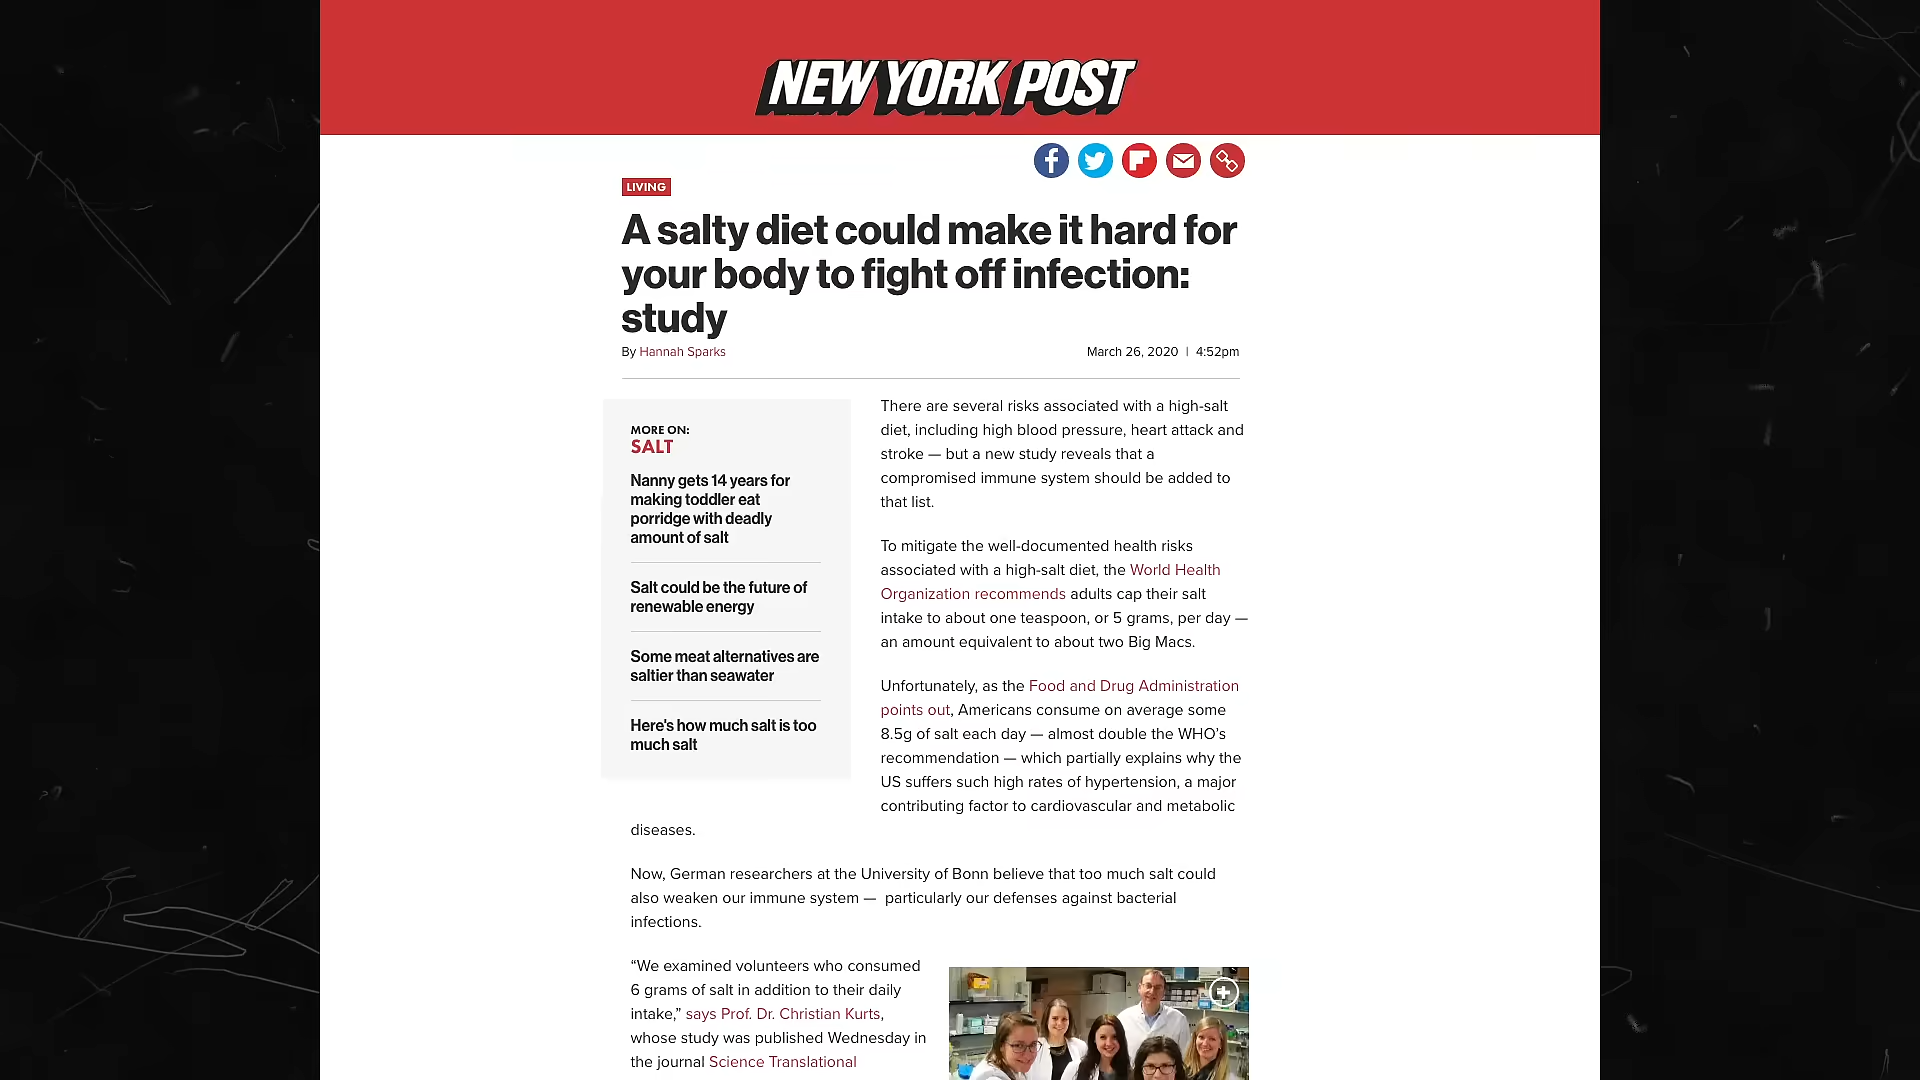 NEW YORK POST
LIVING
A salty diet could make it hard for
your body to fight off infection:
study
By Hannah Sparks
March 26, 2020 | 4:52pm
MORE ON:
SALT
Nanny gets 14 years for
making toddler eat
porridge with deadly
amount of salt
Salt could be the future of
renewable energy
Some meat alternatives are
saltier than seawater
Here's how much salt is too
much salt
There are several risks associated with a high-salt
diet, including high blood pressure, heart attack and
stroke — but a new study reveals that a
compromised immune system should be added to
that list.
To mitigate the well-documented health risks
associated with a high-salt diet, the World Health
Organization recommends adults cap their salt
intake to about one teaspoon, or 5 grams, per day —
an amount equivalent to about two Big Macs.
Unfortunately, as the Food and Drug Administration
points out, Americans consume on average some
8.5g of salt each day — almost double the WHO's
recommendation — which partially explains why the
US suffers such high rates of hypertension, a major
contributing factor to cardiovascular and metabolic
diseases.
Now, German researchers at the University of Bonn believe that too much salt could
also weaken our immune system — particularly our defenses against bacterial
infections.
“We examined volunteers who consumed
6 grams of salt in addition to their daily
intake,” says Prof. Dr. Christian Kurts,
whose study was published Wednesday in
the journal Science Translational